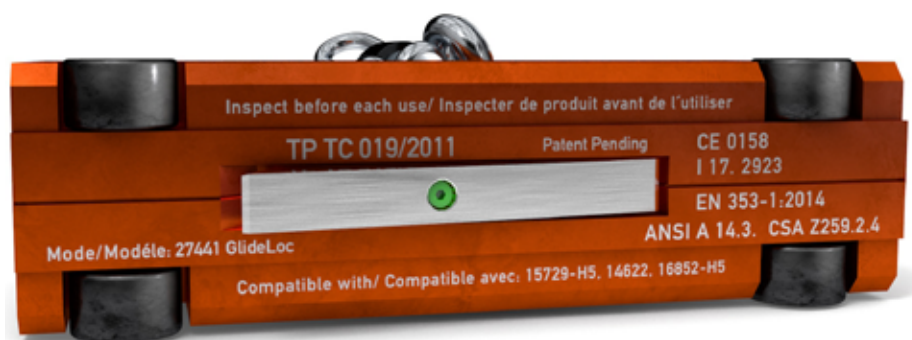 Inspect before each use/ Inspecter de produit avant de l'utiliser
TP TC 019/2011
Patent Pending
CE 0158
I 17. 2923
EN 353-1:2014
ANSI A 14.3. CSA Z259.2.4
Mode/Modéle: 27441 GlideLoc
Compatible with/ Compatible avec: 15729-H5, 14622, 16852-H5